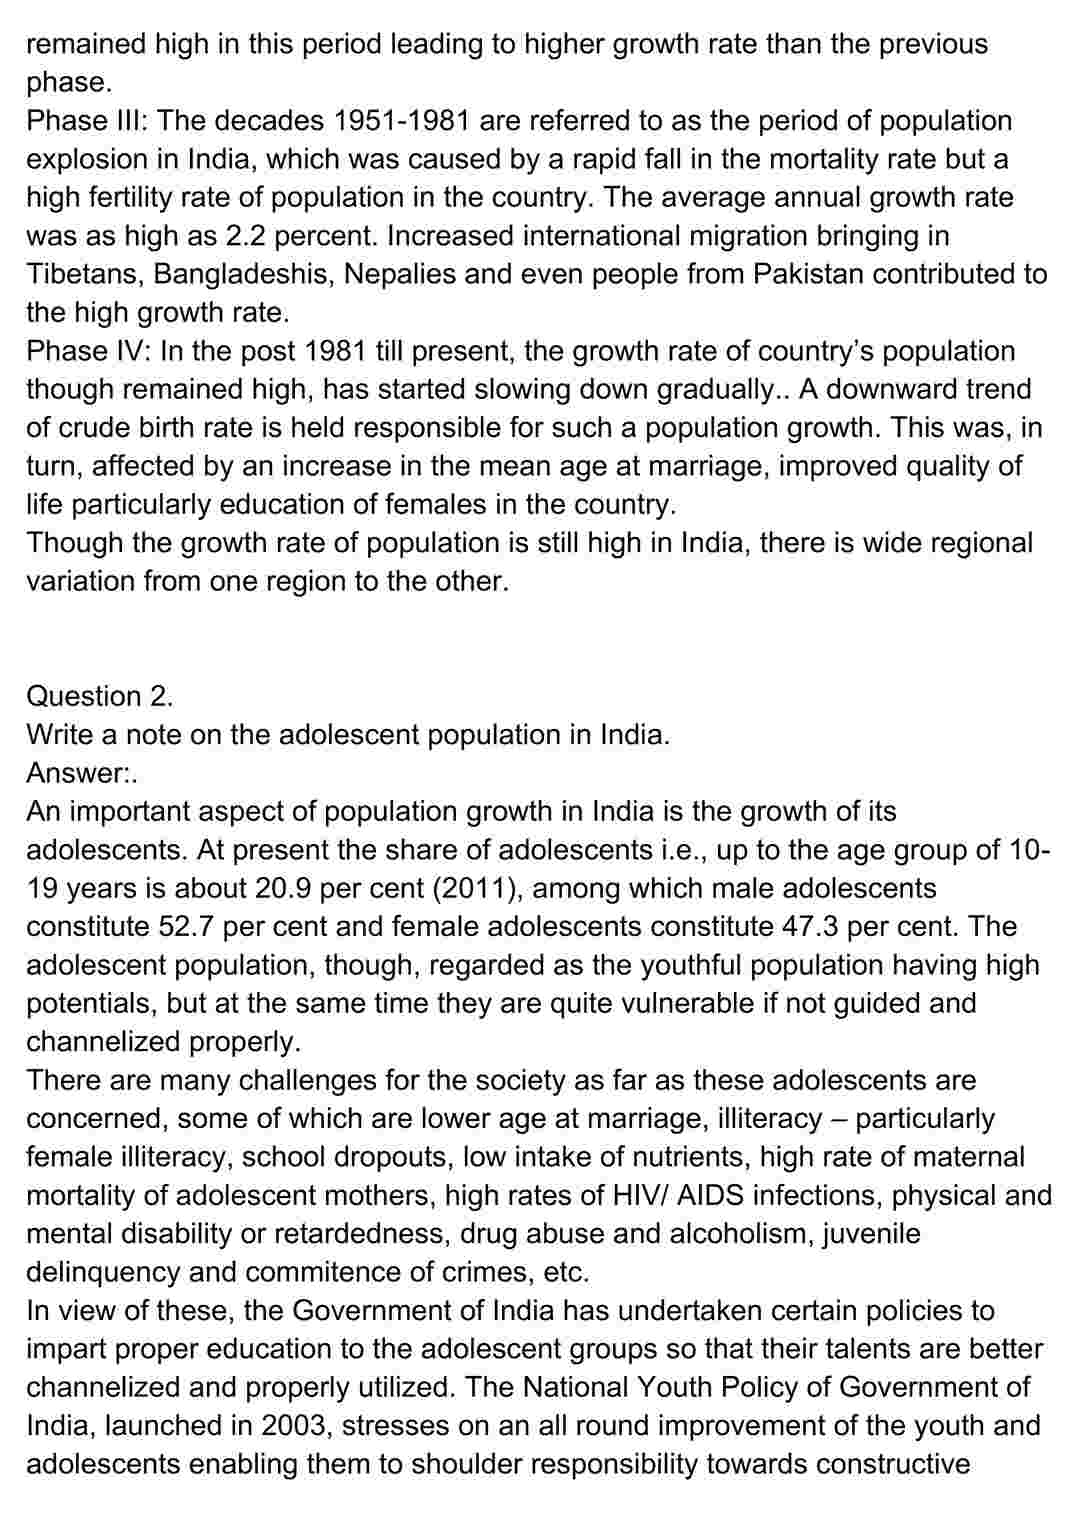 remained high in this period leading to higher growth rate than the previous
phase.
Phase III: The decades 1951-1981 are referred to as the period of population
explosion in India, which was caused by a rapid fall in the mortality rate but a
high fertility rate of population in the country. The average annual growth rate
was as high as 2.2 percent. Increased international migration bringing in
Tibetans, Bangladeshis, Nepalies and even people from Pakistan contributed to
the high growth rate.
Phase IV: In the post 1981 till present, the growth rate of country’s population
though remained high, has started slowing down gradually.. A downward trend
of crude birth rate is held responsible for such a population growth. This was, in
turn, affected by an increase in the mean age at marriage, improved quality of
life particularly education of females in the country.
Though the growth rate of population is still high in India, there is wide regional
variation from one region to the other.
Question 2.
Write a note on the adolescent population in India.
Answer:.
An important aspect of population growth in India is the growth of its
adolescents. At present the share of adolescents i.e., up to the age group of 10-
19 years is about 20.9 per cent (2011), among which male adolescents
constitute 52.7 per cent and female adolescents constitute 47.3 per cent. The
adolescent population, though, regarded as the youthful population having high
potentials, but at the same time they are quite vulnerable if not guided and
channelized properly.
There are many challenges for the society as far as these adolescents are
concerned, some of which are lower age at marriage, illiteracy – particularly
female illiteracy, school dropouts, low intake of nutrients, high rate of maternal
mortality of adolescent mothers, high rates of HIV/ AIDS infections, physical and
mental disability or retardedness, drug abuse and alcoholism, juvenile
delinquency and commitence of crimes, etc.
In view of these, the Government of India has undertaken certain policies to
impart proper education to the adolescent groups so that their talents are better
channelized and properly utilized. The National Youth Policy of Government of
India, launched in 2003, stresses on an all round improvement of the youth and
adolescents enabling them to shoulder responsibility towards constructive